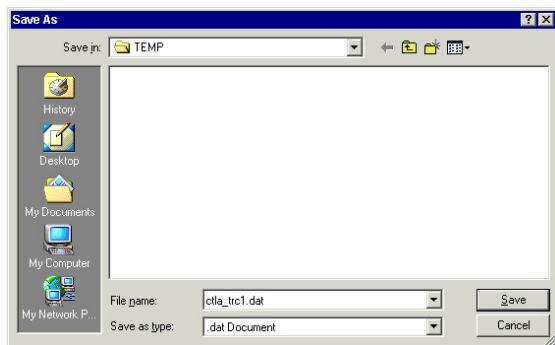 Save As
Save in: TEMP
History
Desktop
My Documents
My Computer
My Network P...
File name: ctla_trc1.dat Save
Save as type: .dat Document Cancel